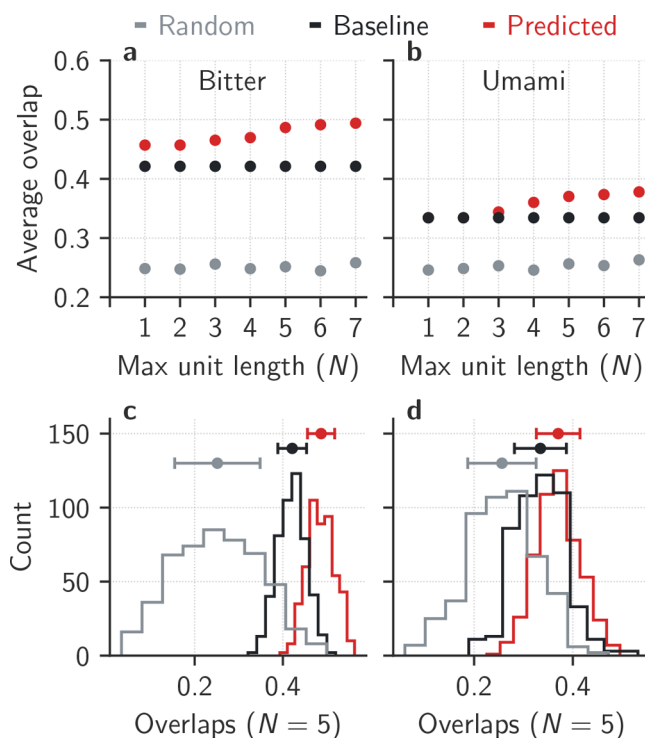 Random Baseline Predicted
a
b
Bitter
Umami
Average overlap
0.6
0.5
0.4
0.3
0.2
1 2 3 4 5 6 7
1 2 3 4 5 6 7
Max unit length (N)
Max unit length (N)
c
d
Count
150
100
50
0
0.2 0.4
0.2 0.4
Overlaps (N = 5)
Overlaps (N = 5)